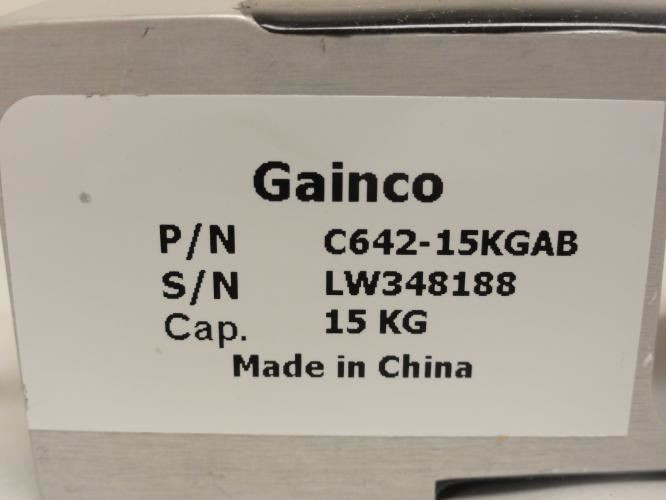 Gainco
P/N C642-15KGAB
S/N LW348188
Cap. 15 KG
Made in China